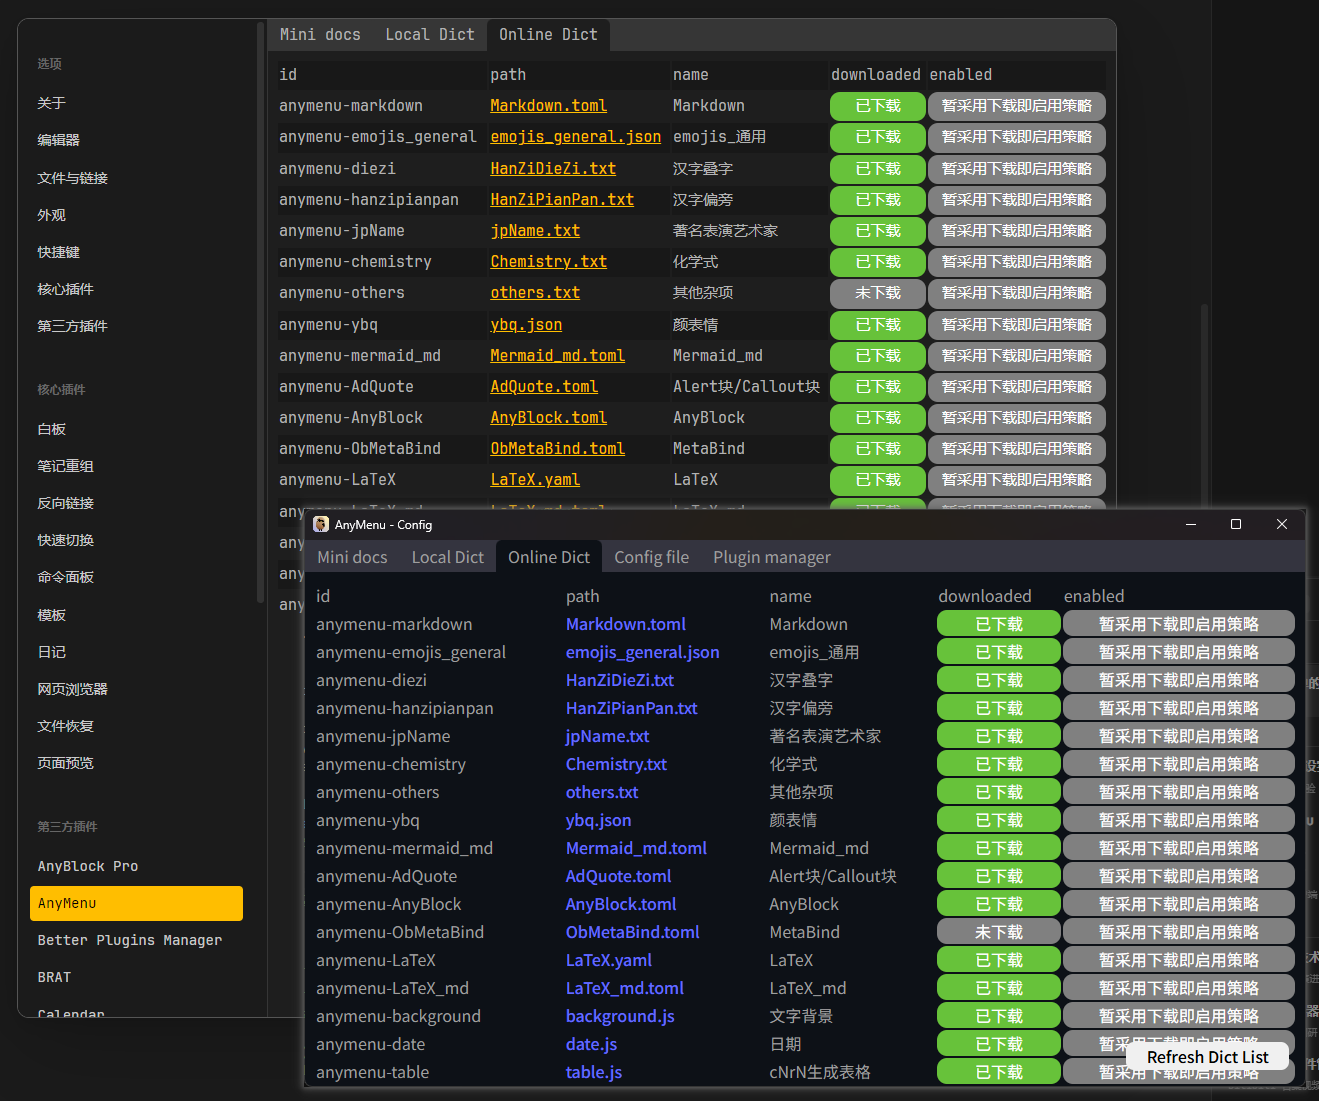 选项
关于
编辑器
文件与链接
外观
快捷键
核心插件
第三方插件
核心插件
白板
笔记重组
反向链接
快速切换
命令面板
模板
日记
网页浏览器
文件恢复
页面预览
第三方插件
AnyBlock Pro
AnyMenu
Better Plugins Manager
BRAT
Calendar
Mini docs Local Dict Online Dict
id path name downloaded enabled
anymenu-markdown Markdown.toml Markdown 已下载 暂采用下载即启用策略
anymenu-emojis_general emojis_general.json emojis_通用 已下载 暂采用下载即启用策略
anymenu-diezi HanZiDieZi.txt 汉字叠字 已下载 暂采用下载即启用策略
anymenu-hanzipianpan HanZiPianPan.txt 汉字偏旁 已下载 暂采用下载即启用策略
anymenu-jpName jpName.txt 著名表演艺术家 已下载 暂采用下载即启用策略
anymenu-chemistry Chemistry.txt 化学式 已下载 暂采用下载即启用策略
anymenu-others others.txt 其他杂项 未下载 暂采用下载即启用策略
anymenu-ybq ybq.json 颜表情 已下载 暂采用下载即启用策略
anymenu-mermaid_md Mermaid_md.toml Mermaid_md 已下载 暂采用下载即启用策略
anymenu-AdQuote AdQuote.toml Alert块/Callout块 已下载 暂采用下载即启用策略
anymenu-AnyBlock AnyBlock.toml AnyBlock 已下载 暂采用下载即启用策略
anymenu-ObMetaBind ObMetaBind.toml MetaBind 已下载 暂采用下载即启用策略
anymenu-LaTeX LaTeX.yaml LaTeX 已下载 暂采用下载即启用策略
any
any
any
any
AnyMenu - Config
Mini docs Local Dict Online Dict Config file Plugin manager
id path name downloaded enabled
anymenu-markdown Markdown.toml Markdown 已下载 暂采用下载即启用策略
anymenu-emojis_general emojis_general.json emojis_通用 已下载 暂采用下载即启用策略
anymenu-diezi HanZiDieZi.txt 汉字叠字 已下载 暂采用下载即启用策略
anymenu-hanzipianpan HanZiPianPan.txt 汉字偏旁 已下载 暂采用下载即启用策略
anymenu-jpName jpName.txt 著名表演艺术家 已下载 暂采用下载即启用策略
anymenu-chemistry Chemistry.txt 化学式 已下载 暂采用下载即启用策略
anymenu-others others.txt 其他杂项 已下载 暂采用下载即启用策略
anymenu-ybq ybq.json 颜表情 已下载 暂采用下载即启用策略
anymenu-mermaid_md Mermaid_md.toml Mermaid_md 已下载 暂采用下载即启用策略
anymenu-AdQuote AdQuote.toml Alert块/Callout块 已下载 暂采用下载即启用策略
anymenu-AnyBlock AnyBlock.toml AnyBlock 已下载 暂采用下载即启用策略
anymenu-ObMetaBind ObMetaBind.toml MetaBind 未下载 暂采用下载即启用策略
anymenu-LaTeX LaTeX.yaml LaTeX 已下载 暂采用下载即启用策略
anymenu-LaTeX_md LaTeX_md.toml LaTeX_md 已下载 暂采用下载即启用策略
anymenu-background background.js 文字背景 已下载 暂采用下载即启用策略
anymenu-date date.js 日期 已下载 暂采用下载即启用策略
anymenu-table table.js cNrN生成表格 已下载 暂采用下载即启用策略
Refresh Dict List